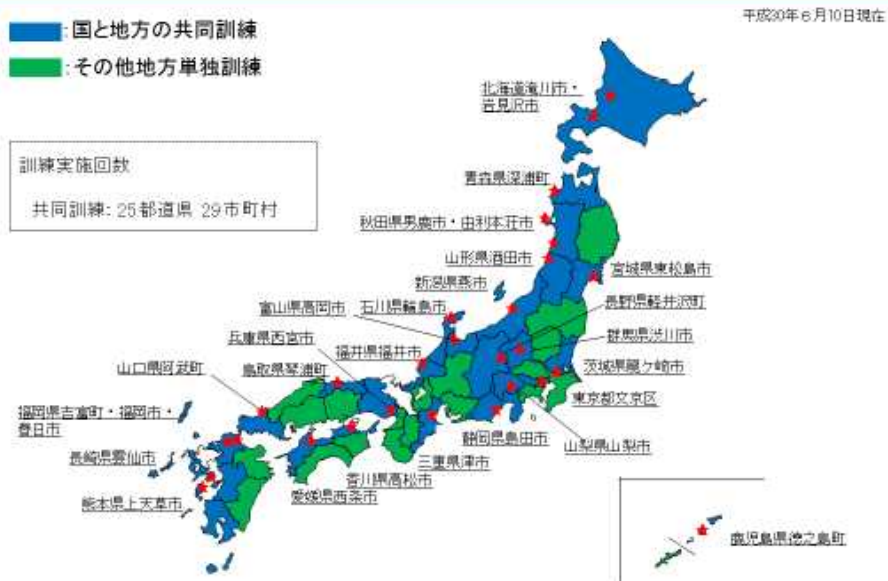 平成30年6月10日現在
:国と地方の共同訓練
:その他地方単独訓練
訓練実施回数
共同訓練: 25都道県 29市町村
北海道滝川市・
岩見沢市
青森県深浦町
秋田県男鹿市・由利本荘市
山形県酒田市
宮城県東松島市
新潟県燕市
富山県高岡市
石川県輪島市
長野県軽井沢町
兵庫県西宮市
群馬県渋川市
福井県福井市
山口県阿武町
鳥取県琴浦町
茨城県龍ケ崎市
東京都文京区
福岡県吉富町・福岡市・
春日市
静岡県島田市
山梨県山梨市
長崎県雲仙市
三重県津市
香川県高松市
愛媛県西条市
熊本県上天草市
鹿児島県徳之島町